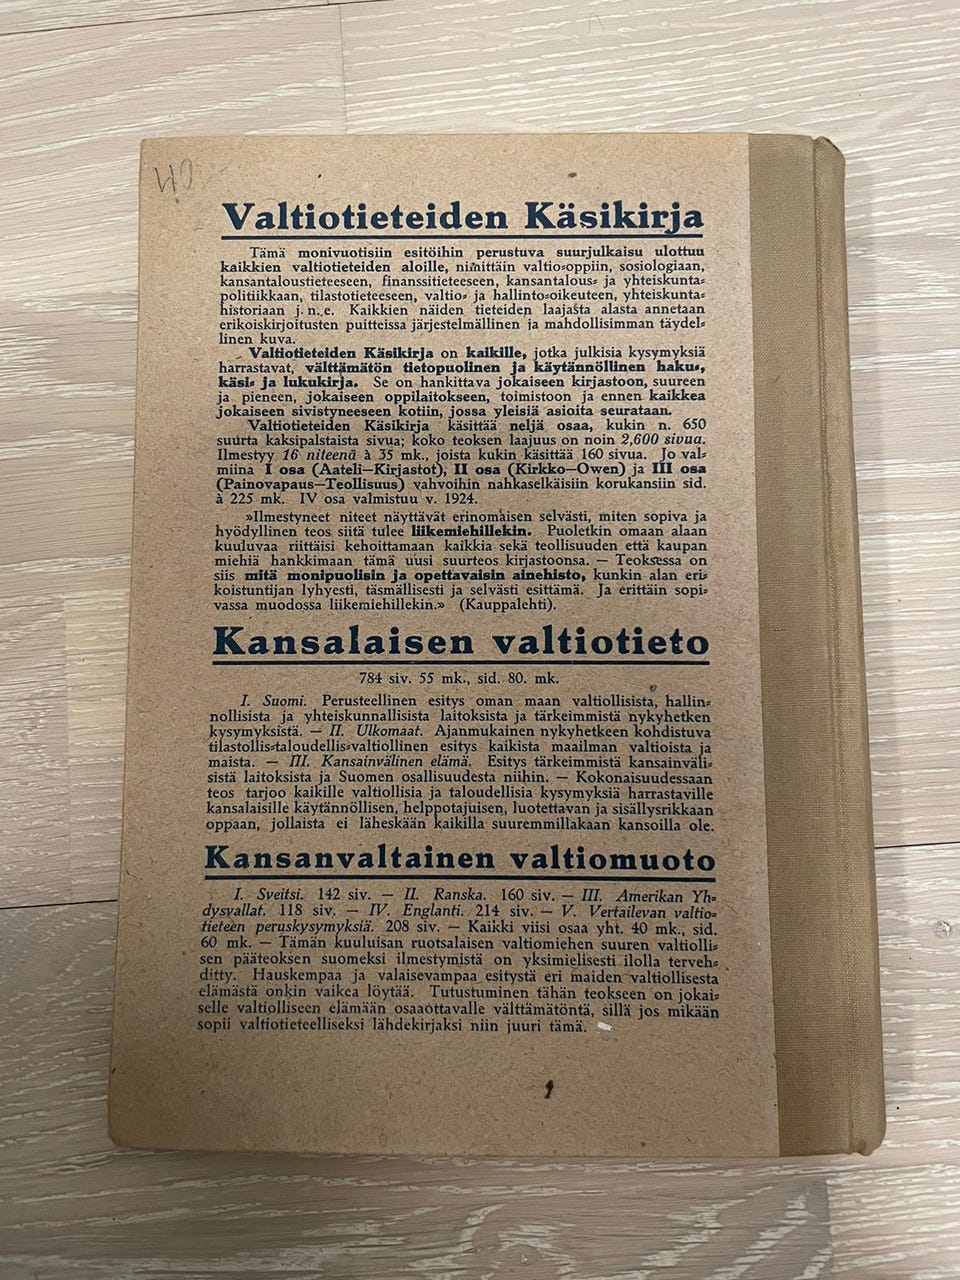 40
Valtiotieteiden Käsikirja
Tämä monivuotisiin esitöihin perustuva suurjulkaisu ulottuu
kaikkien valtiotieteiden aloille, nimittäin valtio-oppiin, sosiologiaan,
kansantaloustieteeseen, finanssitieteeseen, kansantalous- ja yhteiskunta-
politiikkaan, tilastotieteeseen, valtio- ja hallinto-oikeuteen, yhteiskunta-
historiaan j. n. e. Kaikkien näiden tieteiden laajasta alasta annetaan
erikoiskirjoitusten puitteissa järjestelmällinen ja mahdollisimman täydel-
linen kuva.
Valtiotieteiden Käsikirja on kaikille, jotka julkisia kysymyksiä
harrastavat, välttämätön tietopuolinen ja käytännöllinen haku-,
käsi- ja lukukirja. Se on hankittava jokaiseen kirjastoon, suureen
ja pieneen, jokaiseen oppilaitokseen, toimistoon ja ennen kaikkea
jokaiseen sivistyneeseen kotiin, jossa yleisiä asioita seurataan.
Valtiotieteiden Käsikirja käsittää neljä osaa, kukin n. 650
suurta kaksipalstaista sivua; koko teoksen laajuus on noin 2,600 sivua.
Ilmestyy 16 niteenä à 35 mk., joista kukin käsittää 160 sivua. Jo val-
miina I osa (Aateli—Kirjastot), II osa (Kirkko—Owen) ja III osa
(Painovapaus—Teollisuus) vahvoihin nahkaselkäisiin korukansiin sid.
à 225 mk. IV osa valmistuu v. 1924.
»Ilmestyneet niteet näyttävät erinomaisen selvästi, miten sopiva ja
hyödyllinen teos siitä tulee liikemiehillekin. Puoletkin omaan alaan
kuuluvaa riittäisi kehoittamaan kaikkia sekä teollisuuden että kaupan
miehiä hankkimaan tämä uusi suurteos kirjastoonsa. — Teoksessa on
siis mitä monipuolisin ja opettavaisin ainehisto, kunkin alan eri-
koistuntijan lyhyesti, täsmällisesti ja selvästi esittämä. Ja erittäin sopi-
vassa muodossa liikemiehillekin.» (Kauppalehti).
Kansalaisen valtiotieto
784 siv. 55 mk., sid. 80. mk.
I. Suomi. Perusteellinen esitys oman maan valtiollisista, hallin-
nollisista ja yhteiskunnallisista laitoksista ja tärkeimmistä nykyhetken
kysymyksistä. — II. Ulkomaat. Ajanmukainen nykyhetkeen kohdistuva
tilastollis-taloudellis-valtiollinen esitys kaikista maailman valtioista ja
maista. — III. Kansainvälinen elämä. Esitys tärkeimmistä kansainväli-
sistä laitoksista ja Suomen osallisuudesta niihin. — Kokonaisuudessaan
teos tarjoo kaikille valtiollisia ja taloudellisia kysymyksiä harrastaville
kansalaisille käytännöllisen, helppotajuisen, luotettavan ja sisällysrikkaan
oppaan, jollaista ei läheskään kaikilla suuremmillakaan kansoilla ole.
Kansanvaltainen valtiomuoto
I. Sveitsi. 142 siv. — II. Ranska. 160 siv. — III. Amerikan Yh-
dysvallat. 118 siv. — IV. Englanti. 214 siv. — V. Vertailevan valtio-
tieteen peruskysymyksiä. 208 siv. — Kaikki viisi osaa yht. 40 mk., sid.
60 mk. — Tämän kuuluisan ruotsalaisen valtiomiehen suuren valtiolli-
sen pääteoksen suomeksi ilmestymistä on yksimielisesti ilolla terveh-
ditty. Hauskempaa ja valaisevampaa esitystä eri maiden valtiollisesta
elämästä onkin vaikea löytää. Tutustuminen tähän teokseen on jokai-
selle valtiolliseen elämään osaaottavalle välttämätöntä, sillä jos mikään
sopii valtiotieteelliseksi lähdekirjaksi niin juuri tämä.